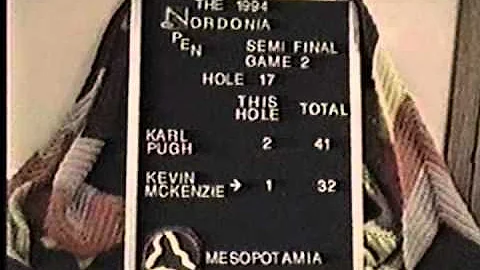 THE 1994
NORDONIA
PEN
SEMI FINAL
GAME 2
HOLE 17
THIS
HOLE TOTAL
KARL
PUGH 2 41
KEVIN
MCKENZIE → 1 32
MESOPOTAMIA